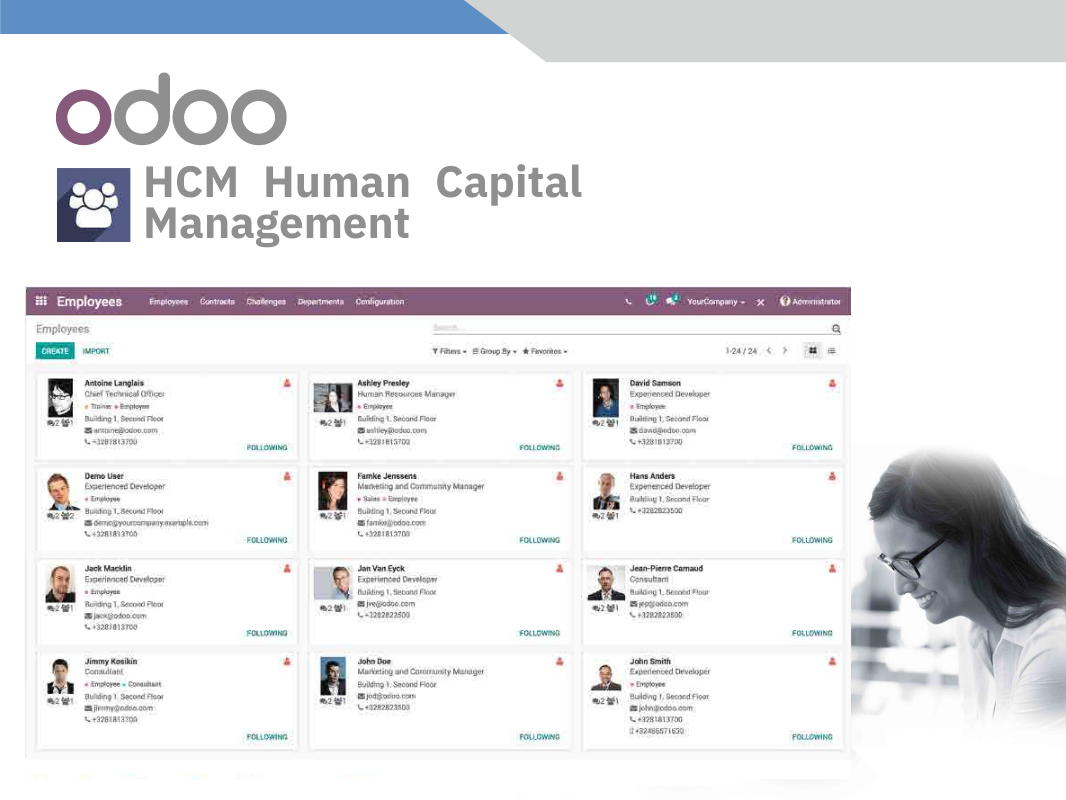 odoo
HCM Human Capital
Management
Employees Employees Contracts Challenges Departments Configuration YourCompany Administrator
Employees Search...
CREATE IMPORT Filters Group By Favorites 1-24 / 24
Antoine Langlais
Chief Technical Officer
Trainer Employee
Building 1, Second Floor
antoine@odoo.com
+3281813700
FOLLOWING
Ashley Presley
Human Resources Manager
Employee
Building 1, Second Floor
ashley@odoo.com
+3281813700
FOLLOWING
David Samson
Experienced Developer
Employee
Building 1, Second Floor
david@odoo.com
+3281813700
FOLLOWING
Demo User
Experienced Developer
Employee
Building 1, Second Floor
demo@yourcompany.example.com
+3281813700
FOLLOWING
Famke Jenssens
Marketing and Community Manager
Sales Employee
Building 1, Second Floor
famke@odoo.com
+3281813700
FOLLOWING
Hans Anders
Experienced Developer
Building 1, Second Floor
+3282823500
FOLLOWING
Jack Macklin
Experienced Developer
Employee
Building 1, Second Floor
jack@odoo.com
+3281813700
FOLLOWING
Jan Van Eyck
Experienced Developer
Building 1, Second Floor
jve@odoo.com
+3282823500
FOLLOWING
Jean-Pierre Carnaud
Consultant
Building 1, Second Floor
jep@odoo.com
+3282823500
FOLLOWING
Jimmy Kosikin
Consultant
Employee Consultant
Building 1, Second Floor
jimmy@odoo.com
+3281813700
FOLLOWING
John Doe
Marketing and Community Manager
Building 1, Second Floor
jod@odoo.com
+3282823500
FOLLOWING
John Smith
Experienced Developer
Employee
Building 1, Second Floor
john@odoo.com
+3281813700
FOLLOWING